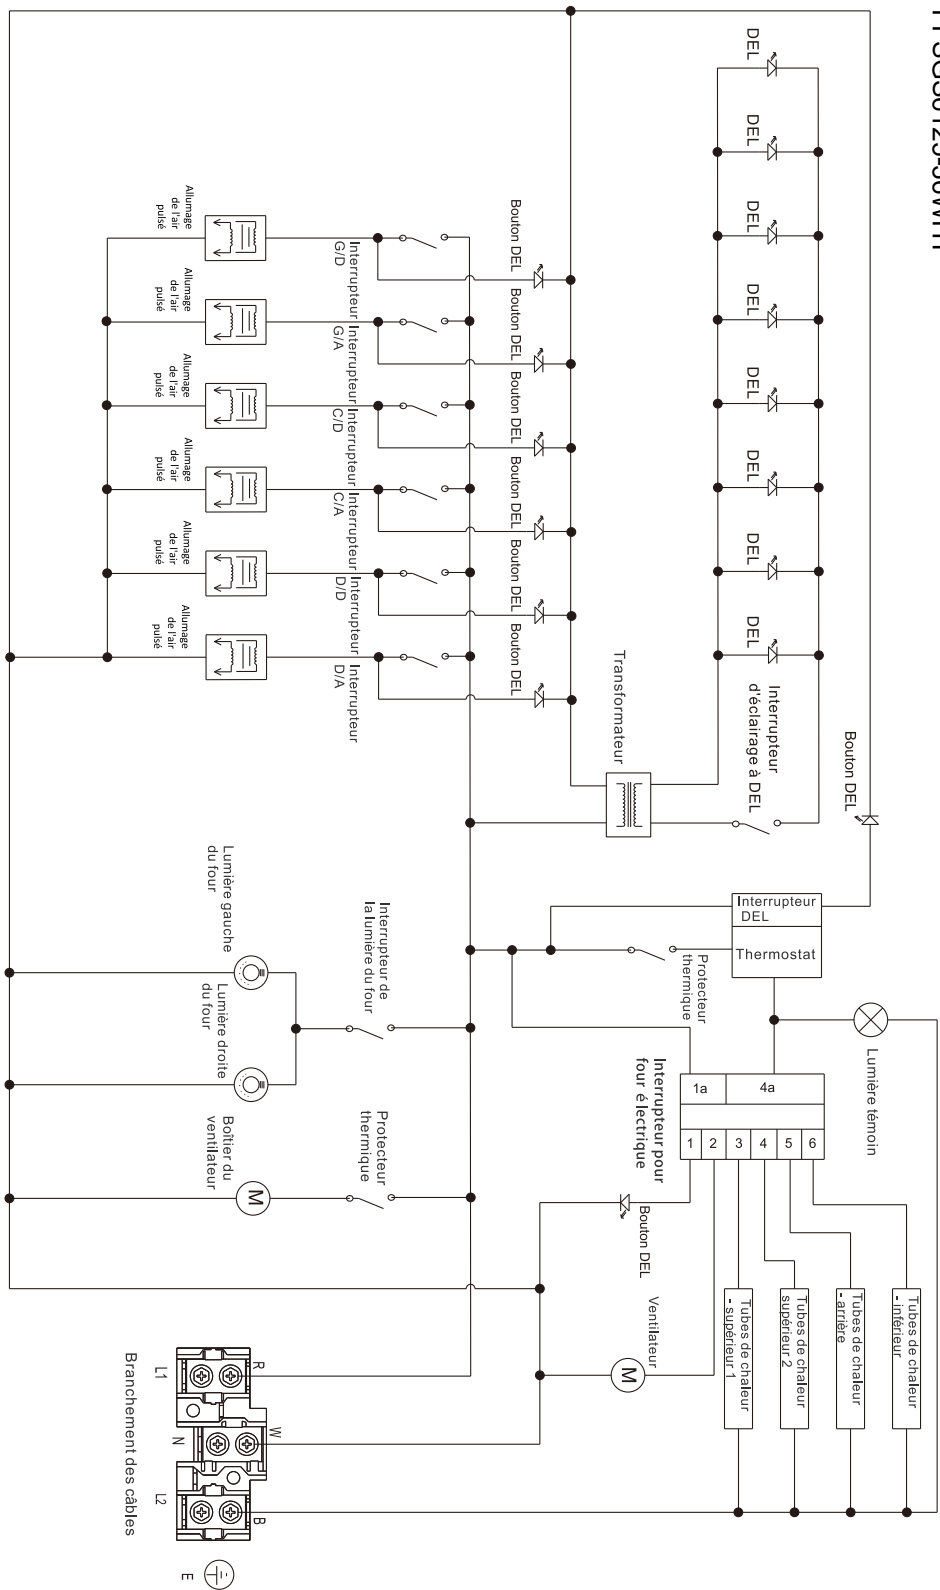 DEL
DEL
DEL
DEL
DEL
DEL
DEL
DEL
Interrupteur
d'éclairage à DEL
Bouton DEL
Transformateur
Bouton DEL
Bouton DEL
Bouton DEL
Bouton DEL
Bouton DEL
Bouton DEL
Interrupteur
G/D
Interrupteur
G/A
Interrupteur
C/D
Interrupteur
C/A
Interrupteur
D/D
Interrupteur
D/A
Allumage
de l'air
pulsé
Allumage
de l'air
pulsé
Allumage
de l'air
pulsé
Allumage
de l'air
pulsé
Allumage
de l'air
pulsé
Allumage
de l'air
pulsé
Interrupteur
DEL
Thermostat
Protecteur
thermique
Lumière témoin
Interrupteur pour
four é lectrique
1a
4a
1
2
3
4
5
6
Interrupteur de
la lumière du four
Lumière gauche
du four
Lumière droite
du four
Protecteur
thermique
Boîtier du
ventilateur
M
Bouton DEL
Ventilateur
M
Tubes de chaleur
- supérieur 1
Tubes de chaleur
supérieur 2
Tubes de chaleur
- arrière
Tubes de chaleur
- inférieur
R
W
B
L1
N
L2
E
Branchement des câbles